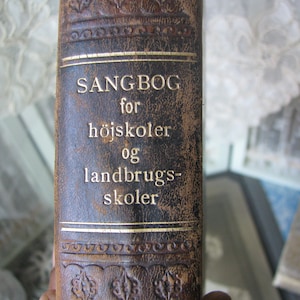 SANGBOG
for
höjskoler
og
landbrugs-
skoler